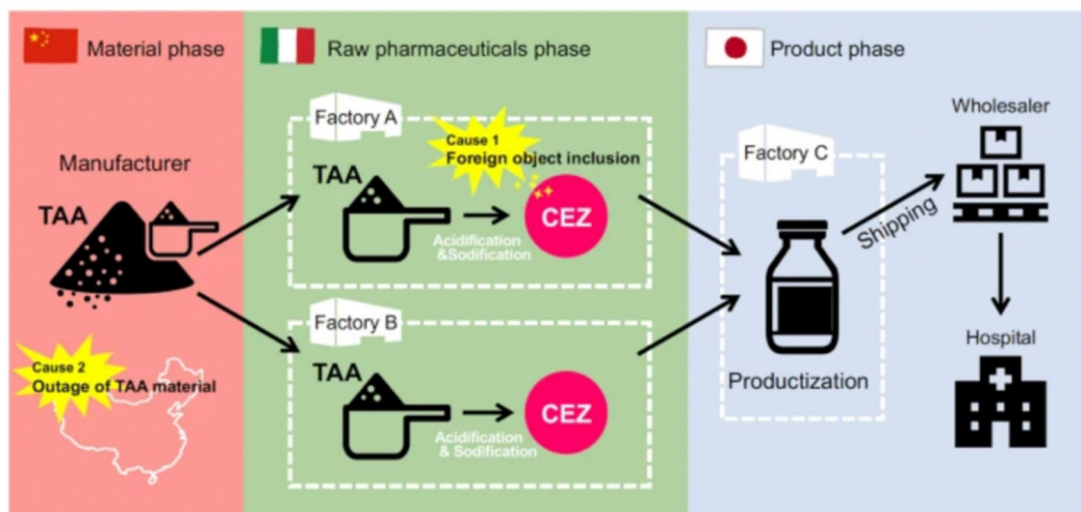 Material phase
Manufacturer
TAA
Cause 2
Outage of TAA material
Raw pharmaceuticals phase
Factory A
Cause 1
Foreign object inclusion
TAA
CEZ
Acidification
&Sodification
Factory B
TAA
CEZ
Acidification
& Sodification
Product phase
Factory C
Productization
Shipping
Wholesaler
Hospital